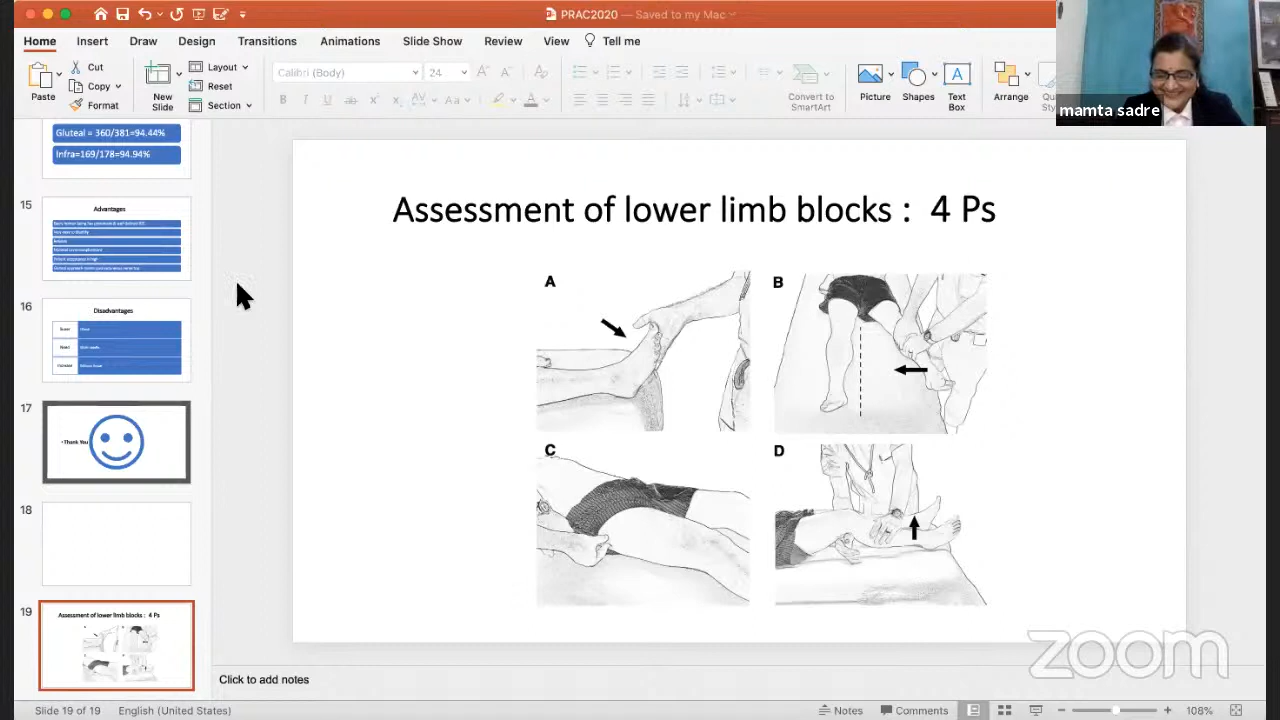 PRAC2020 — Saved to my Mac
Home Insert Draw Design Transitions Animations Slide Show Review View Tell me
Paste
Cut
Copy
Format
New Slide
Layout
Reset
Section
Calibri (Body) 24
Convert to SmartArt
Picture
Shapes
Text Box
Arrange
mamta sadre
Gluteal = 360/381=94.44%
Infra=169/178=94.94%
15
Advantages
16
Disadvantages
17
•Thank You
18
19
Assessment of lower limb blocks : 4 Ps
Assessment of lower limb blocks : 4 Ps
A
B
C
D
zoom
Click to add notes
Slide 19 of 19 English (United States) Notes Comments 108%